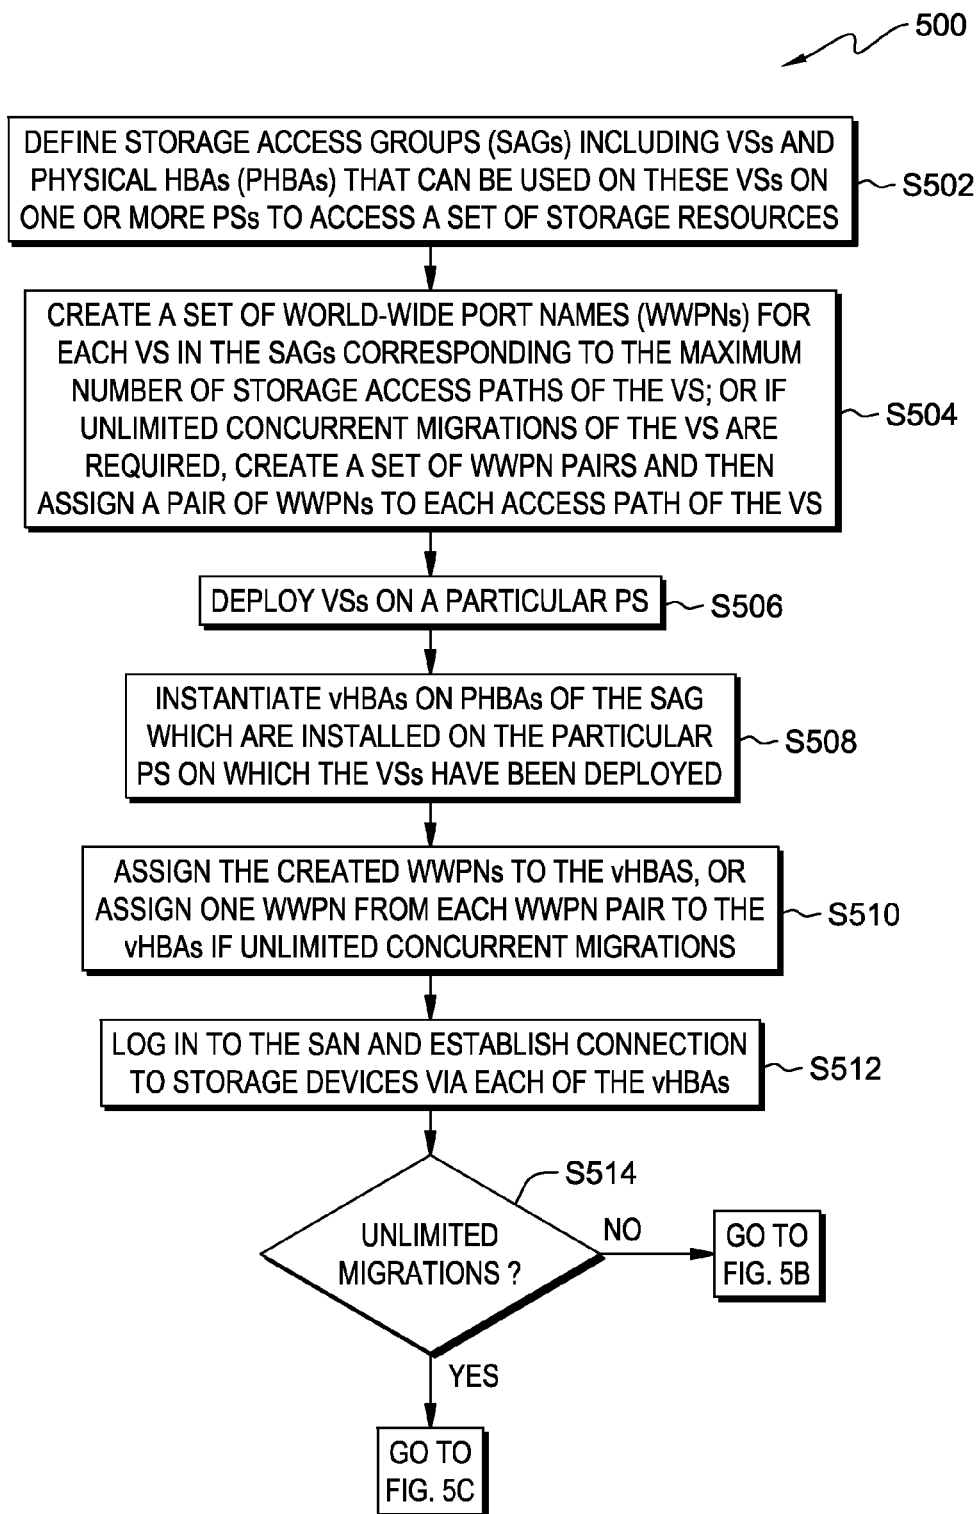 500
DEFINE STORAGE ACCESS GROUPS (SAGs) INCLUDING VSs AND
PHYSICAL HBAs (PHBAs) THAT CAN BE USED ON THESE VSs ON
ONE OR MORE PSs TO ACCESS A SET OF STORAGE RESOURCES
S502
CREATE A SET OF WORLD-WIDE PORT NAMES (WWPNs) FOR
EACH VS IN THE SAGs CORRESPONDING TO THE MAXIMUM
NUMBER OF STORAGE ACCESS PATHS OF THE VS; OR IF
UNLIMITED CONCURRENT MIGRATIONS OF THE VS ARE
REQUIRED, CREATE A SET OF WWPN PAIRS AND THEN
ASSIGN A PAIR OF WWPNs TO EACH ACCESS PATH OF THE VS
S504
DEPLOY VSs ON A PARTICULAR PS
S506
INSTANTIATE vHBAs ON PHBAs OF THE SAG
WHICH ARE INSTALLED ON THE PARTICULAR
PS ON WHICH THE VSs HAVE BEEN DEPLOYED
S508
ASSIGN THE CREATED WWPNs TO THE vHBAS, OR
ASSIGN ONE WWPN FROM EACH WWPN PAIR TO THE
vHBAs IF UNLIMITED CONCURRENT MIGRATIONS
S510
LOG IN TO THE SAN AND ESTABLISH CONNECTION
TO STORAGE DEVICES VIA EACH OF THE vHBAs
S512
S514
UNLIMITED
MIGRATIONS ?
NO
GO TO
FIG. 5B
YES
GO TO
FIG. 5C